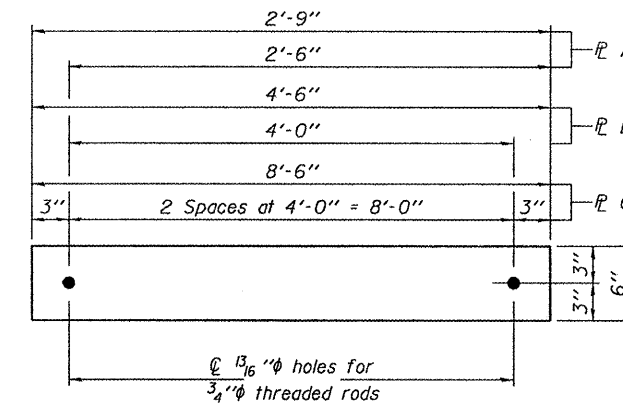 2'-9"
2'-6"
℄ A
4'-6"
4'-0"
8'-6"
3" 2 Spaces at 4'-0" = 8'-0" 3"
3"
3"
6"
℄ 13/16 "ϕ holes for
3/4"ϕ threaded rods